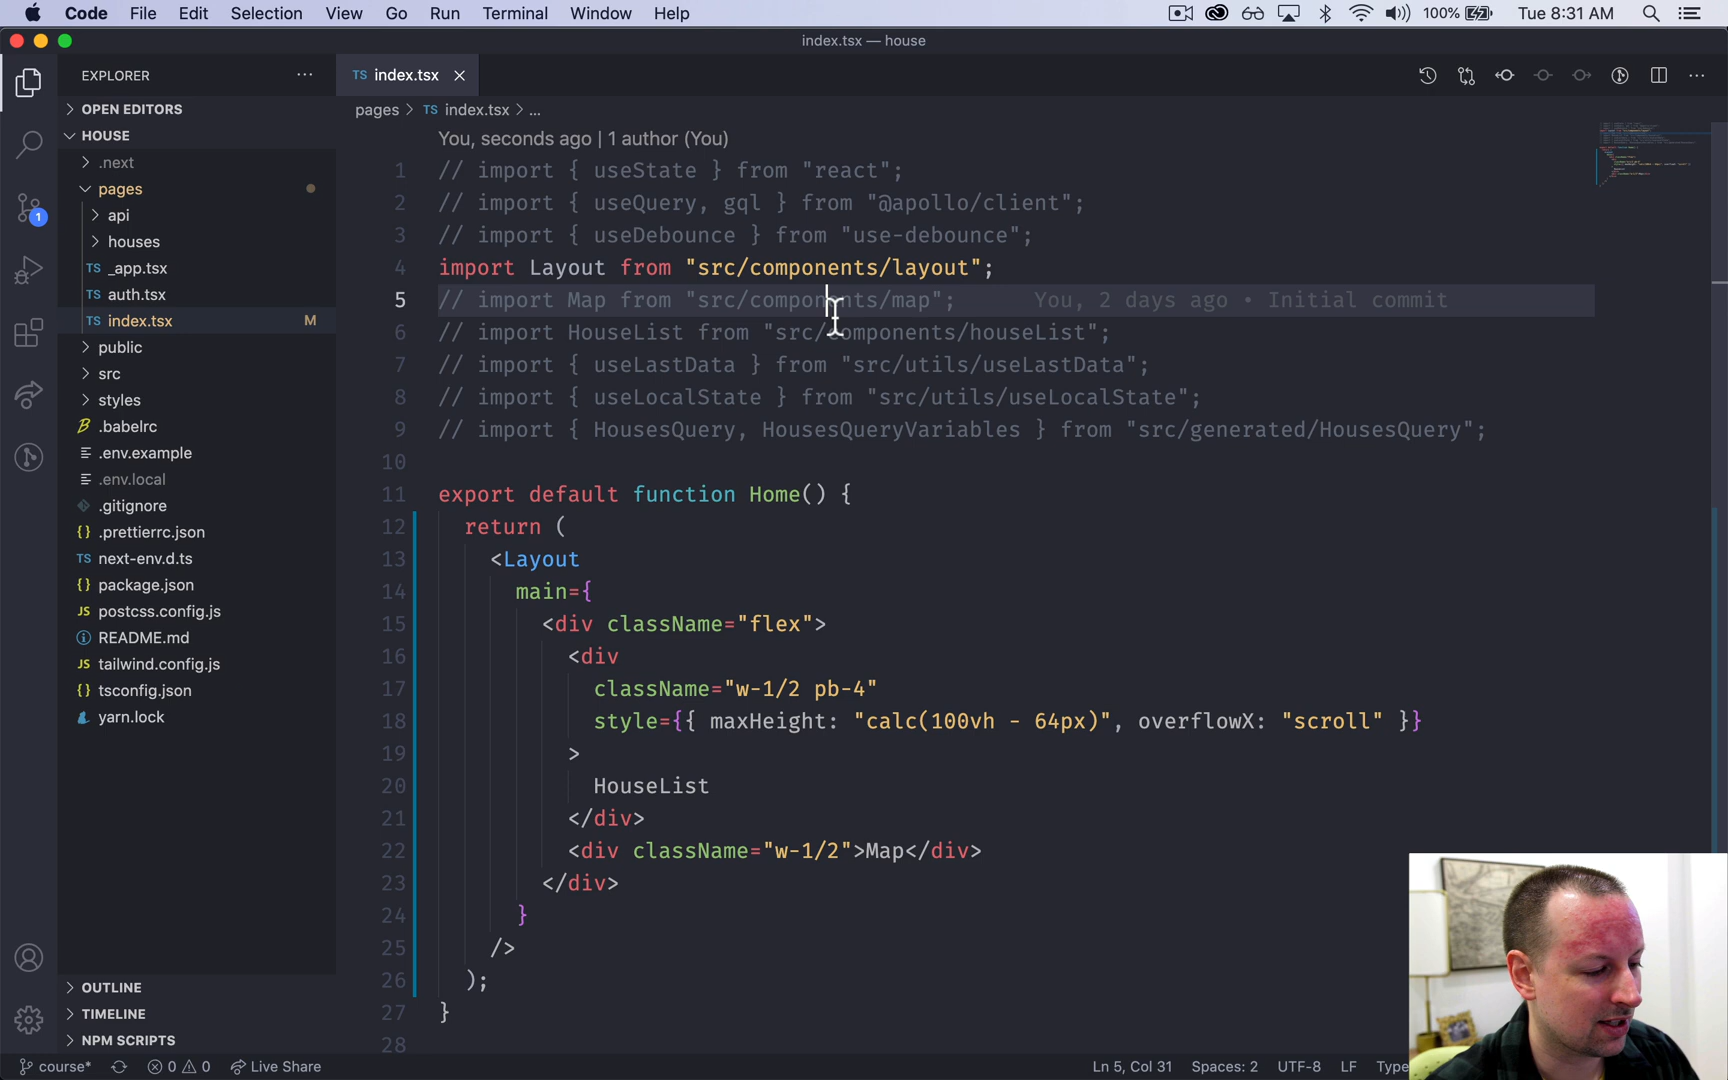 Code File Edit Selection View Go Run Terminal Window Help 100% Tue 8:31 AM
index.tsx — house
EXPLORER
TS index.tsx
pages > TS index.tsx > ...
OPEN EDITORS
HOUSE
.next
pages
api
houses
TS _app.tsx
TS auth.tsx
TS index.tsx M
public
src
styles
.babelrc
.env.example
.env.local
.gitignore
{} .prettierrc.json
TS next-env.d.ts
{} package.json
JS postcss.config.js
README.md
JS tailwind.config.js
{} tsconfig.json
yarn.lock
OUTLINE
TIMELINE
NPM SCRIPTS
1
You, seconds ago | 1 author (You)
1 // import { useState } from "react";
2 // import { useQuery, gql } from "@apollo/client";
3 // import { useDebounce } from "use-debounce";
4 import Layout from "src/components/layout";
5 // import Map from "src/components/map"; You, 2 days ago • Initial commit
6 // import HouseList from "src/components/houseList";
7 // import { useLastData } from "src/utils/useLastData";
8 // import { useLocalState } from "src/utils/useLocalState";
9 // import { HousesQuery, HousesQueryVariables } from "src/generated/HousesQuery";
10
11 export default function Home() {
12 return (
13 <Layout
14 main={
15 <div className="flex">
16 <div
17 className="w-1/2 pb-4"
18 style={{ maxHeight: "calc(100vh - 64px)", overflowX: "scroll" }}
19 >
20 HouseList
21 </div>
22 <div className="w-1/2">Map</div>
23 </div>
24 }
25 />
26 );
27 }
28
course* 0 0 Live Share Ln 5, Col 31 Spaces: 2 UTF-8 LF Type